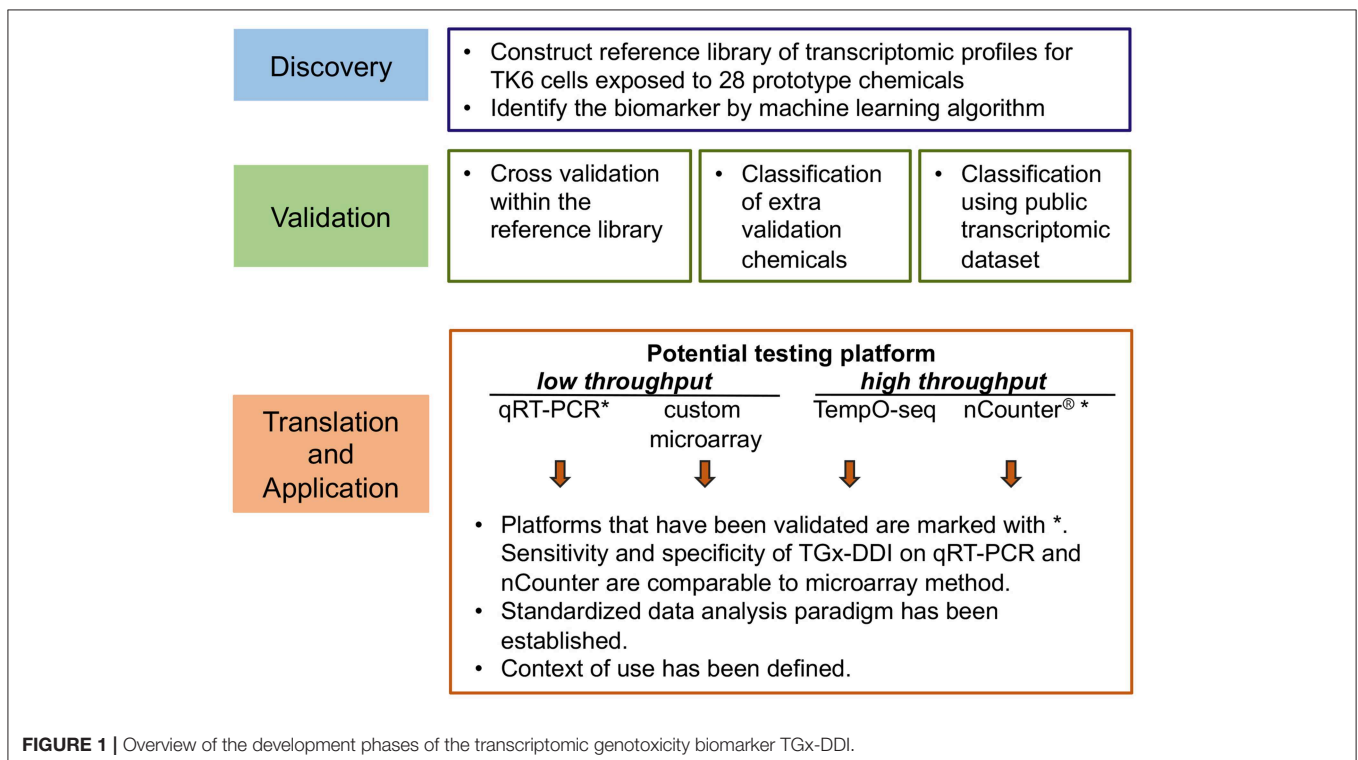 Discovery
• Construct reference library of transcriptomic profiles for
TK6 cells exposed to 28 prototype chemicals
• Identify the biomarker by machine learning algorithm
Validation
• Cross validation
within the
reference library
• Classification
of extra
validation
chemicals
• Classification
using public
transcriptomic
dataset
Translation
and
Application
Potential testing platform
low throughput
high throughput
qRT-PCR*
custom
microarray
TempO-seq
nCounter® *
• Platforms that have been validated are marked with *.
Sensitivity and specificity of TGx-DDI on qRT-PCR and
nCounter are comparable to microarray method.
• Standardized data analysis paradigm has been
established.
• Context of use has been defined.
FIGURE 1 | Overview of the development phases of the transcriptomic genotoxicity biomarker TGx-DDI.